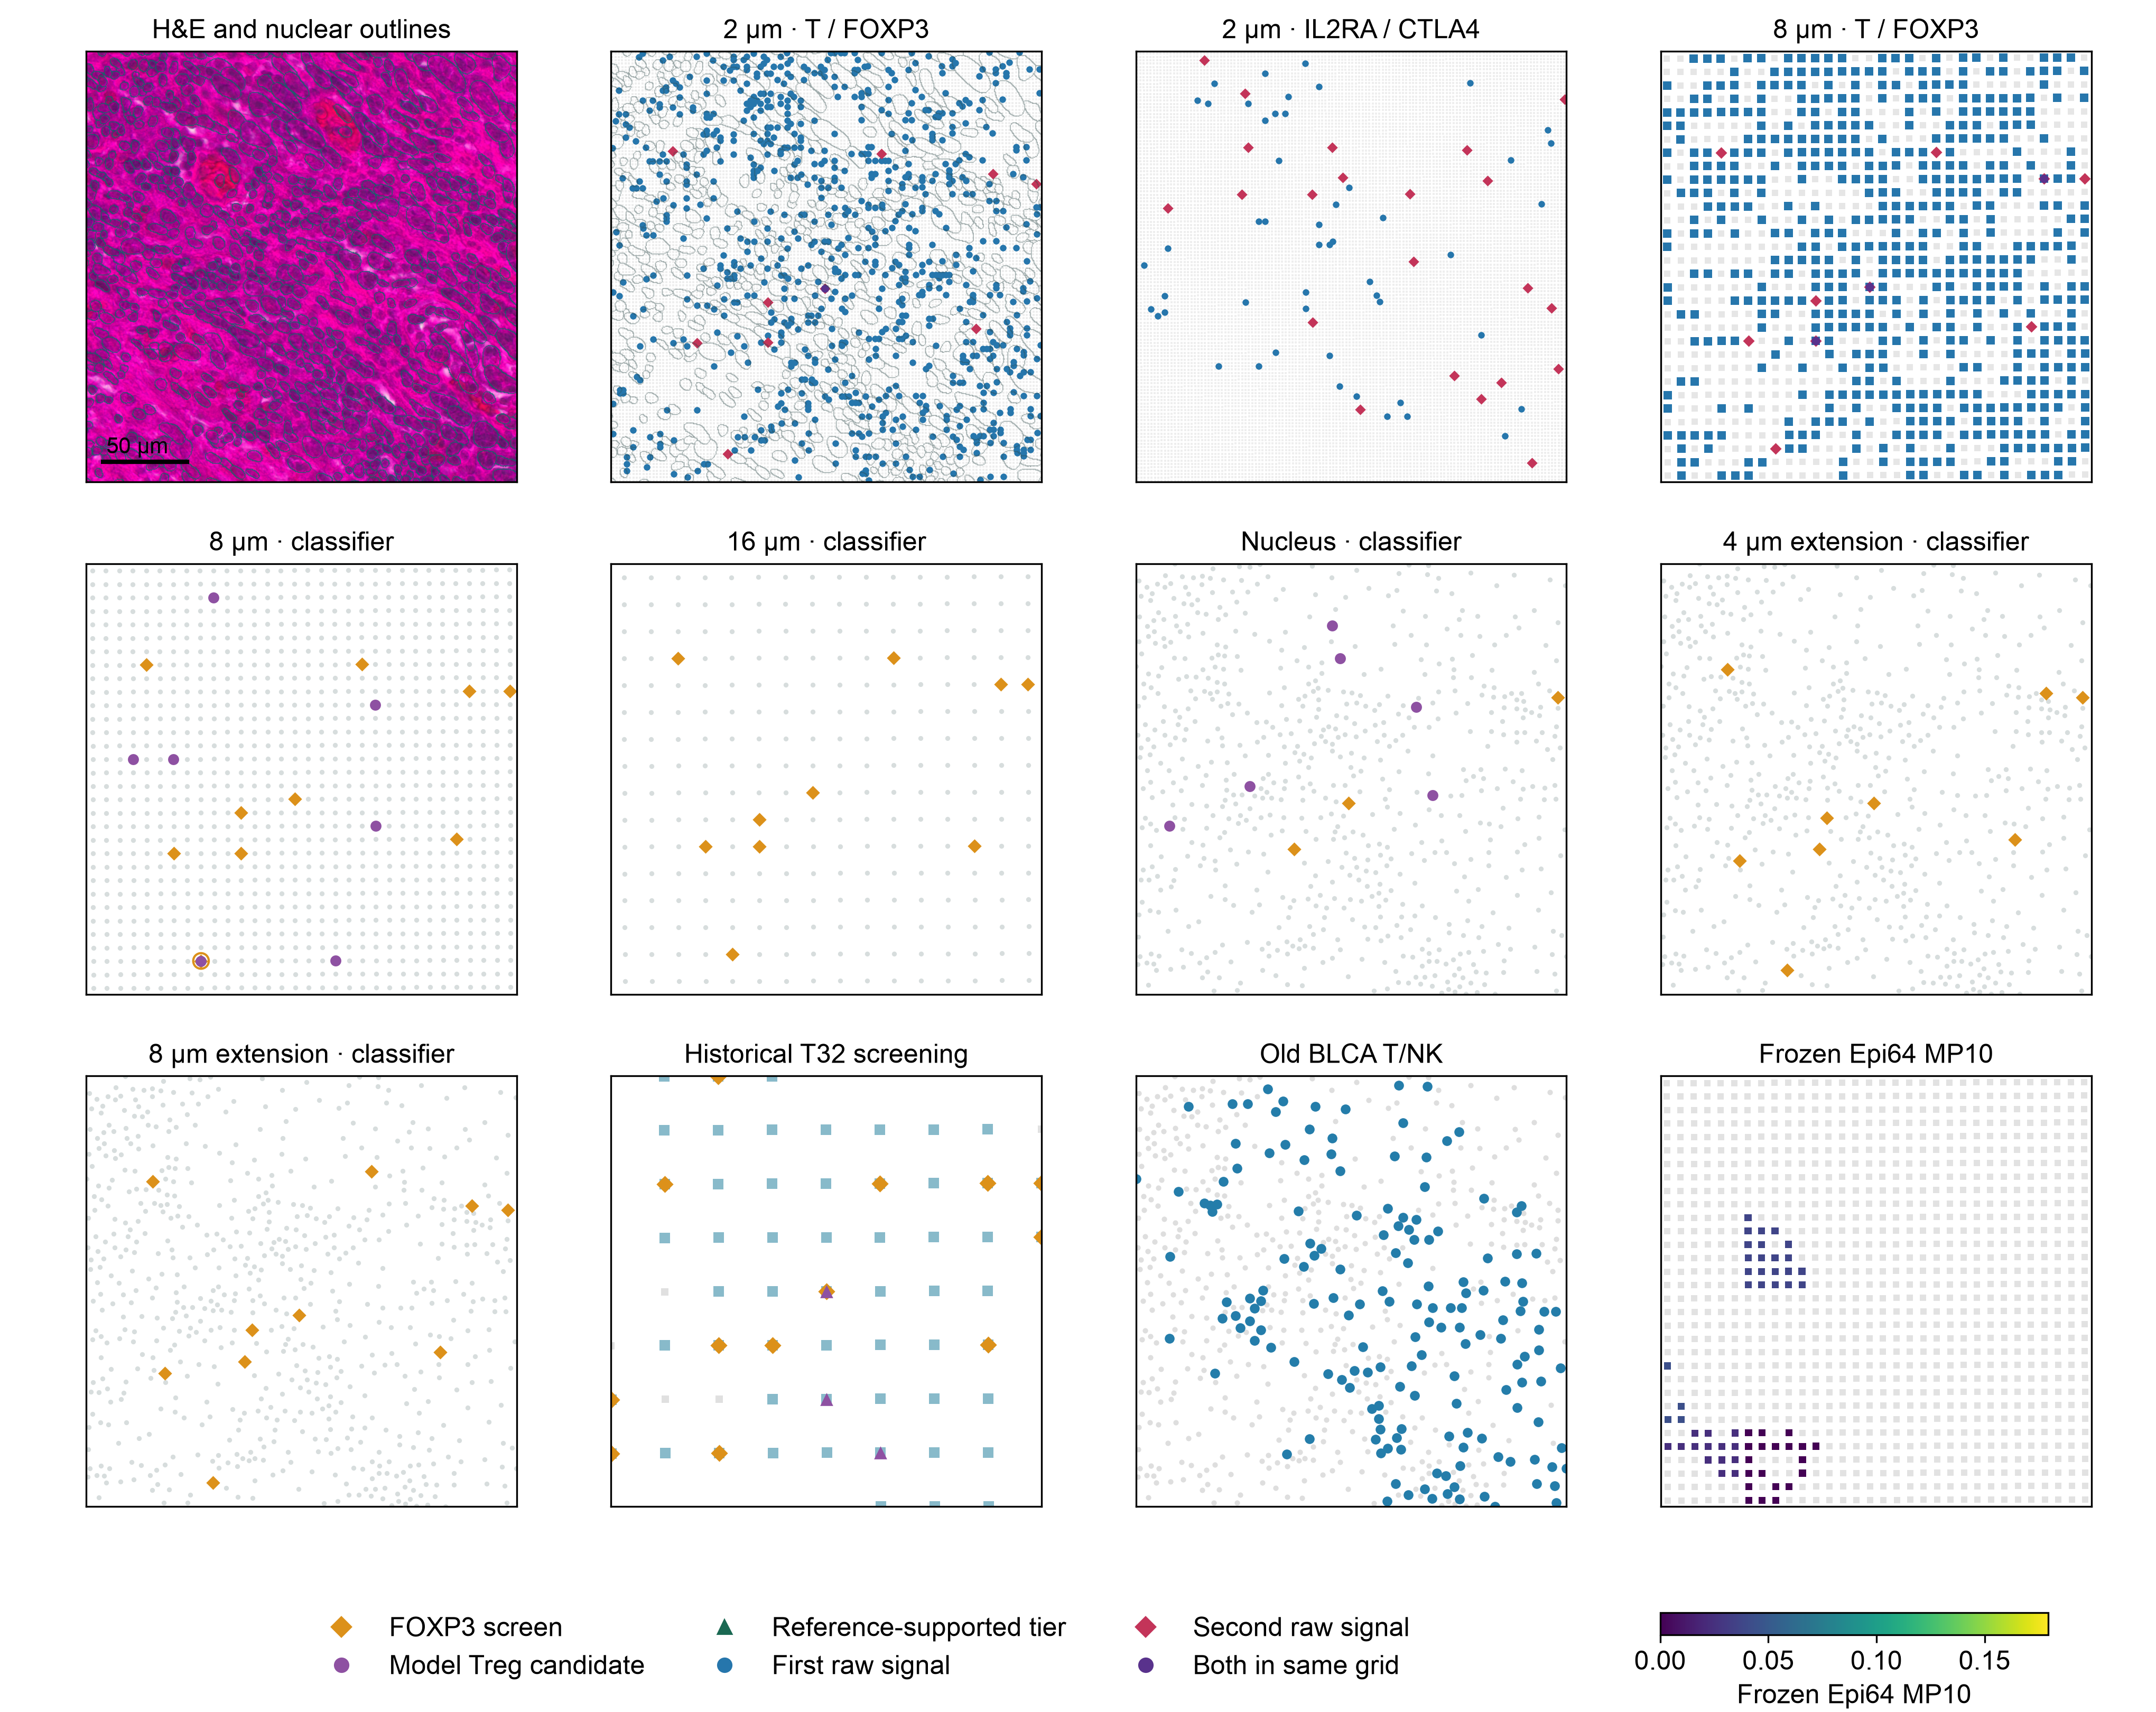 H&E and nuclear outlines
2 µm · T / FOXP3
2 µm · IL2RA / CTLA4
8 µm · T / FOXP3
50 µm
8 µm · classifier
16 µm · classifier
Nucleus · classifier
4 µm extension · classifier
8 µm extension · classifier
Historical T32 screening
Old BLCA T/NK
Frozen Epi64 MP10
FOXP3 screen
Reference-supported tier
Second raw signal
Model Treg candidate
First raw signal
Both in same grid
0.00 0.05 0.10 0.15
Frozen Epi64 MP10